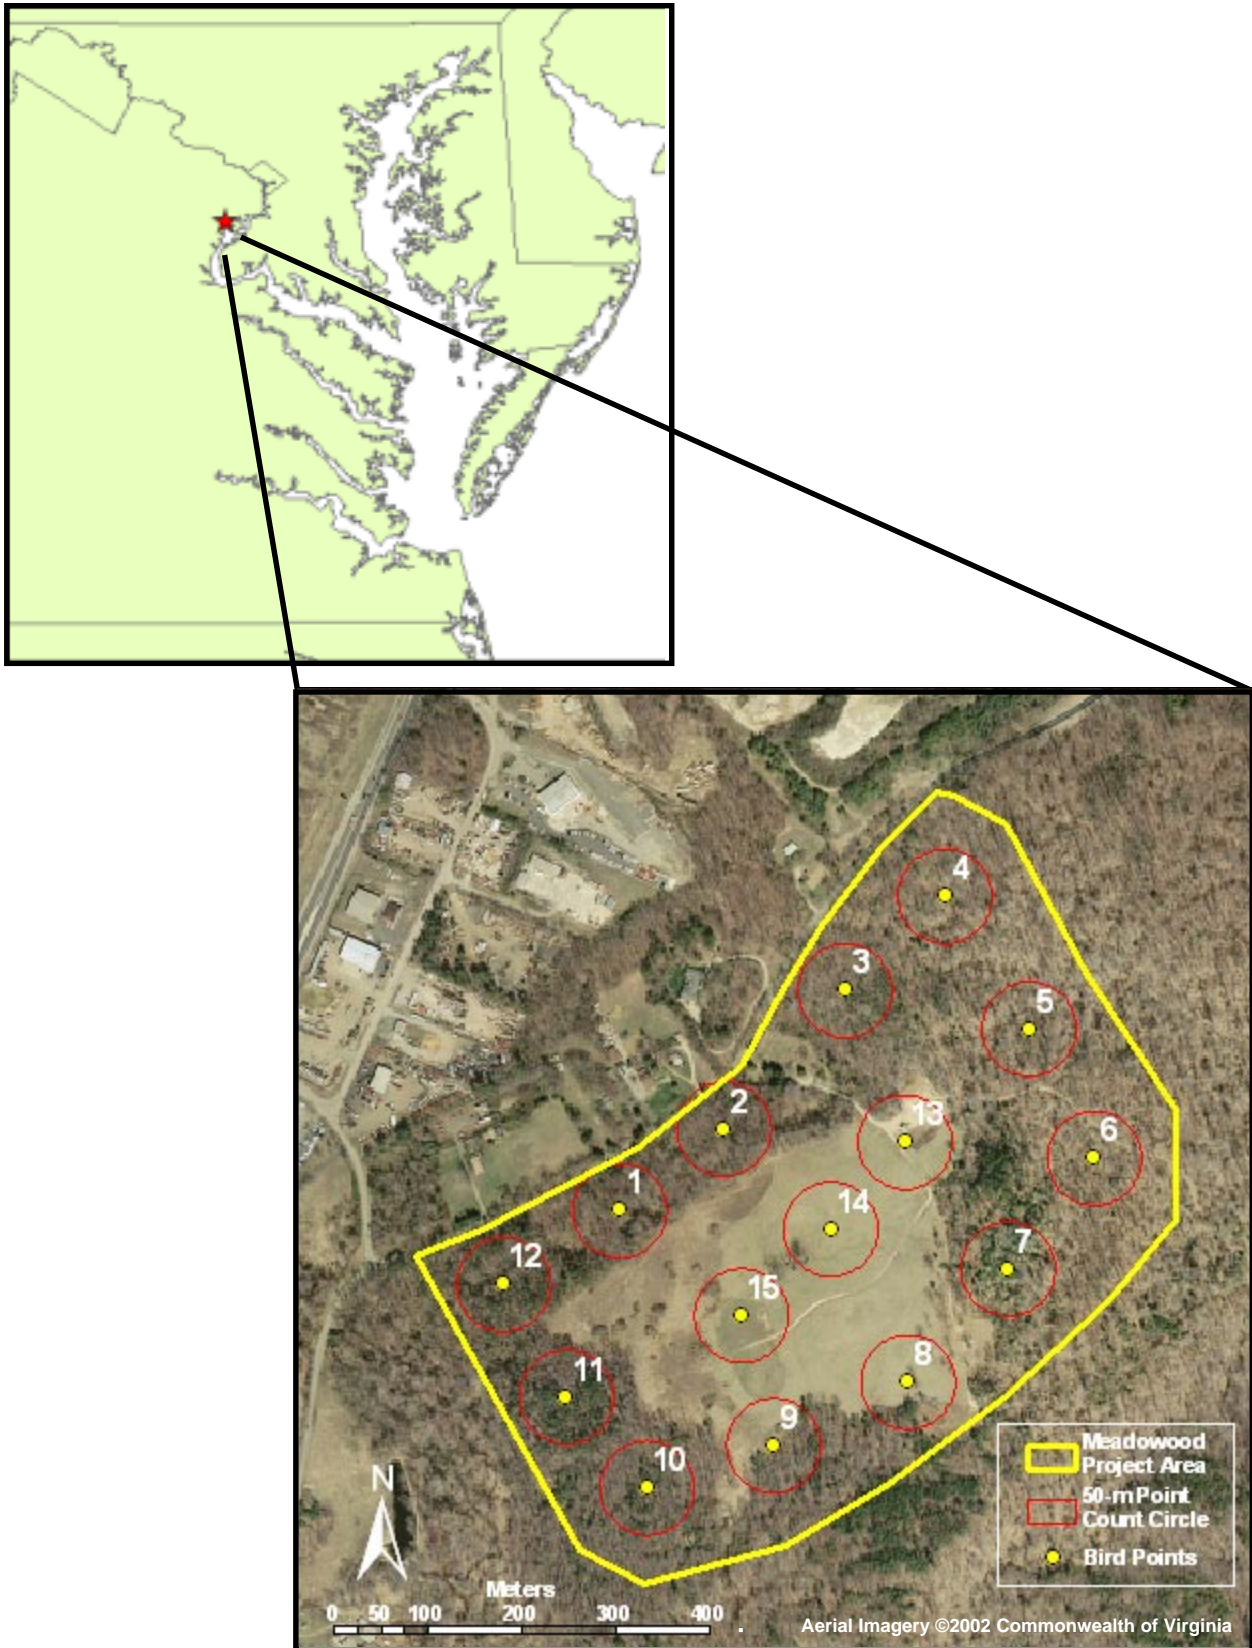 4
3
5
2
13
6
1
14
12
7
15
11
8
9
10
N
Meadowood
Project Area
50-m Point
Count Circle
Bird Points
Meters
0 50 100 200 300 400
.
Aerial Imagery ©2002 Commonwealth of Virginia